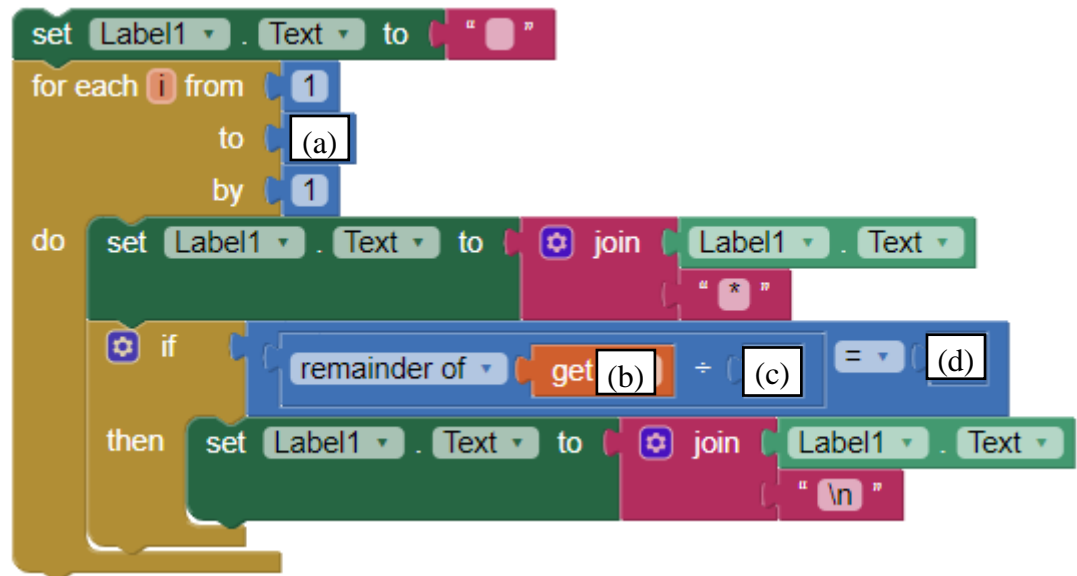 set Label1 . Text to “ ”
for each i from 1
to (a)
by 1
do set Label1 . Text to join Label1 . Text
“ * ”
if remainder of get (b) ÷ (c) = (d)
then set Label1 . Text to join Label1 . Text
“ \n ”